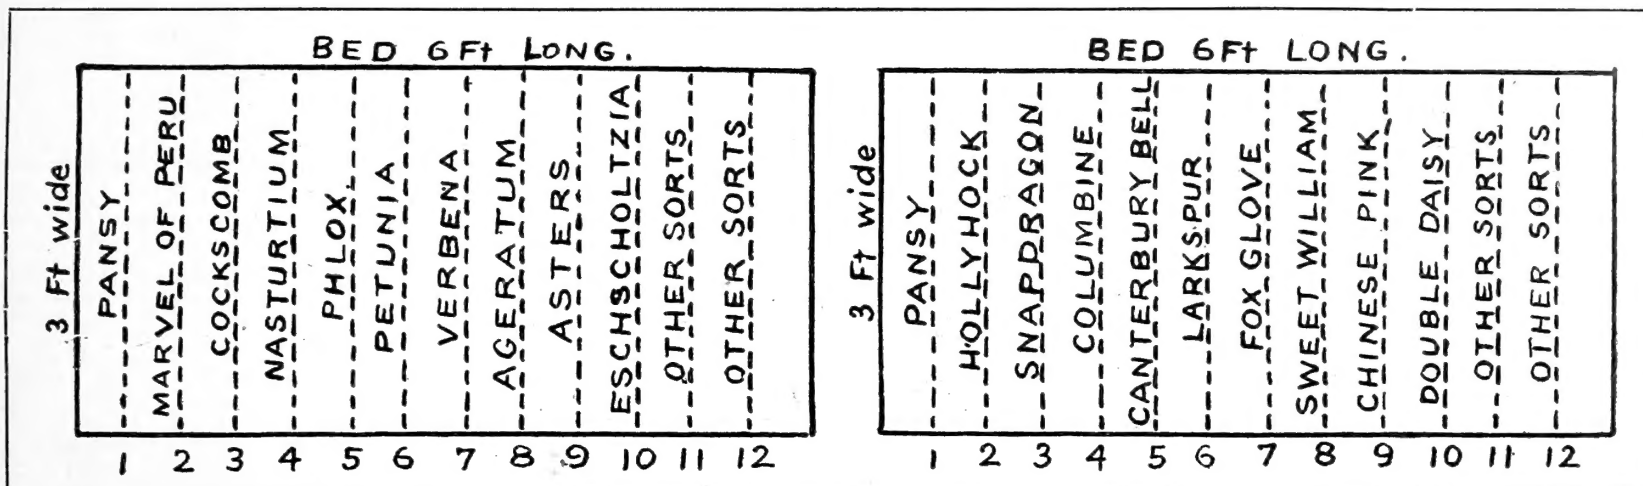 BED 6Ft LONG.
3 Ft wide
PANSY
MARVEL OF PERU
COCKSCOMB
NASTURTIUM
PHLOX.
PETUNIA
VERBENA
AGERATUM
ASTERS
ESCHSCHOLTZIA
OTHER SORTS
OTHER SORTS
1 2 3 4 5 6 7 8 9 10 11 12
BED 6Ft LONG.
3 Ft wide
PANSY
HOLLYHOCK
SNAPDRAGON
COLUMBINE
CANTERBURY BELL
LARKSPUR
FOX GLOVE
SWEET WILLIAM
CHINESE PINK
DOUBLE DAISY
OTHER SORTS
OTHER SORTS
1 2 3 4 5 6 7 8 9 10 11 12